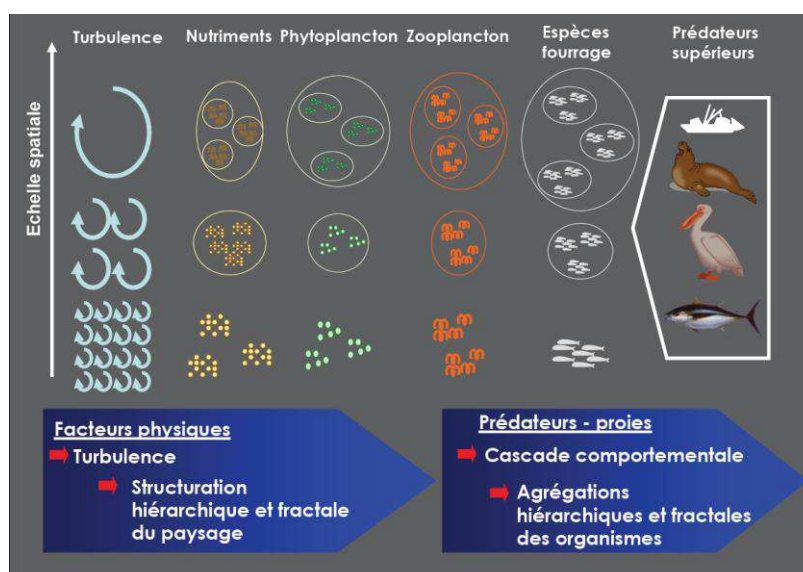 Turbulence
Nutriments
Phytoplancton
Zooplancton
Espèces
fourrage
Prédateurs
supérieurs
Echelle spatiale
Facteurs physiques
Turbulence
Structuration
hiérarchique et fractale
du paysage
Prédateurs - proies
Cascade comportementale
Agrégations
hiérarchiques et fractales
des organismes